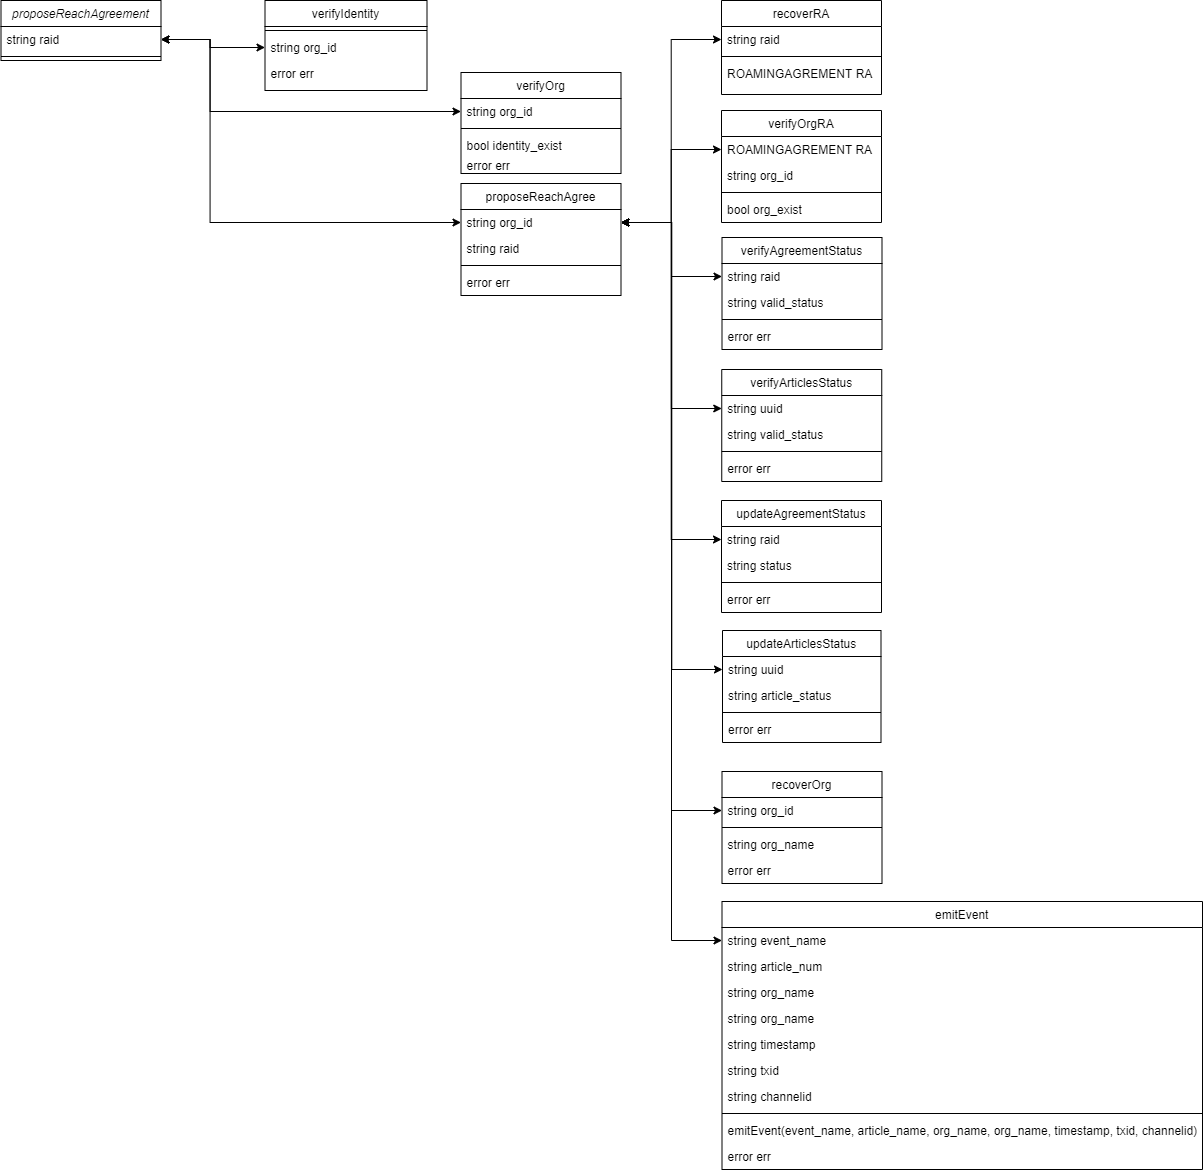 proposeReachAgreement
string raid
verifyIdentity
string org_id
error err
verifyOrg
string org_id
bool identity_exist
error err
proposeReachAgree
string org_id
string raid
error err
recoverRA
string raid
ROAMINGAGREMENT RA
verifyOrgRA
ROAMINGAGREMENT RA
string org_id
bool org_exist
verifyAgreementStatus
string raid
string valid_status
error err
verifyArticlesStatus
string uuid
string valid_status
error err
updateAgreementStatus
string raid
string status
error err
updateArticlesStatus
string uuid
string article_status
error err
recoverOrg
string org_id
string org_name
error err
emitEvent
string event_name
string article_num
string org_name
string org_name
string timestamp
string txid
string channelid
emitEvent(event_name, article_name, org_name, org_name, timestamp, txid, channelid)
error err